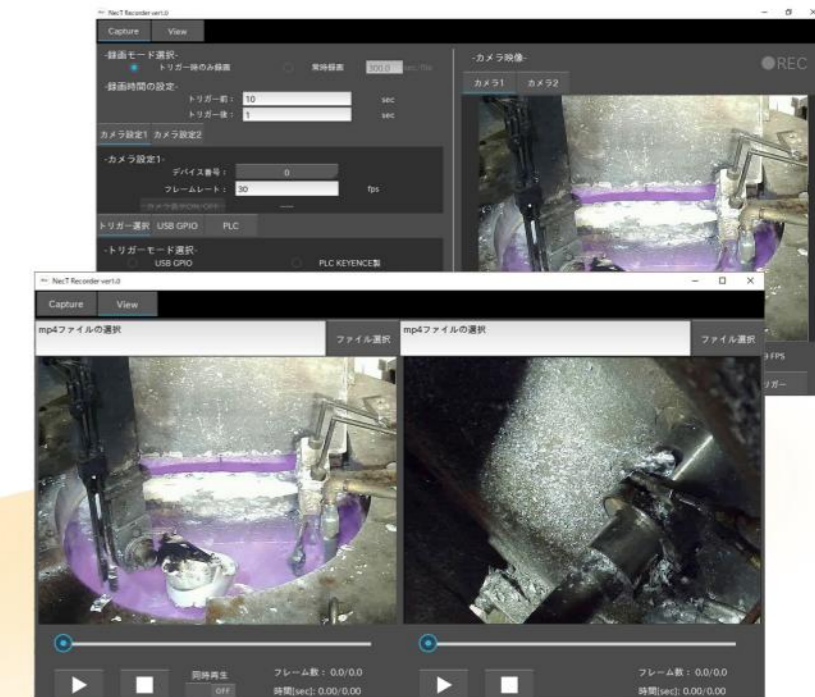 NecT Recorder ver1.0
Capture View
-録画モード選択-
トリガー時のみ録画 常時録画 300.0 sec/file
-録画時間の設定-
トリガー前： 10 sec
トリガー後： 1 sec
カメラ設定1 カメラ設定2
-カメラ設定1-
デバイス番号： 0
フレームレート： 30 fps
カメラ表示ON/OFF ----
トリガー選択 USB GPIO PLC
-トリガーモード選択-
USB GPIO PLC KEYENCE製
-カメラ映像-
REC
カメラ1 カメラ2
FPS
リガー
NecT Recorder ver1.0
Capture View
mp4ファイルの選択
ファイル選択
mp4ファイルの選択
ファイル選択
同時再生
OFF
フレーム数： 0.0/0.0
時間[sec]: 0.00/0.00
フレーム数： 0.0/0.0
時間[sec]: 0.00/0.00